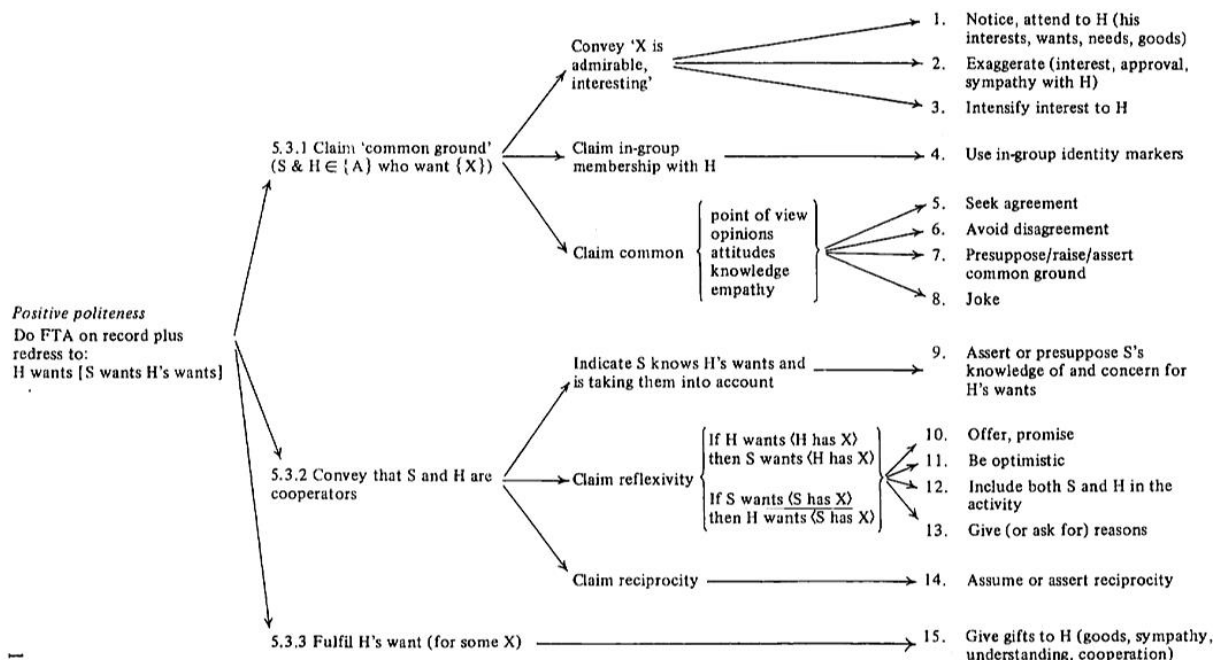 1. Notice, attend to H (his
interests, wants, needs, goods)
Convey ‘X is
admirable,
interesting’
2. Exaggerate (interest, approval,
sympathy with H)
3. Intensify interest to H
5.3.1 Claim ‘common ground’
(S & H ∈ {A} who want {X})
Claim in-group
membership with H
4. Use in-group identity markers
Claim common
point of view
opinions
attitudes
knowledge
empathy
5. Seek agreement
6. Avoid disagreement
7. Presuppose/raise/assert
common ground
8. Joke
Positive politeness
Do FTA on record plus
redress to:
H wants [S wants H’s wants]
Indicate S knows H’s wants and
is taking them into account
9. Assert or presuppose S’s
knowledge of and concern for
H’s wants
5.3.2 Convey that S and H are
cooperators
Claim reflexivity
If H wants ⟨H has X⟩
then S wants ⟨H has X⟩
If S wants ⟨S has X⟩
then H wants ⟨S has X⟩
10. Offer, promise
11. Be optimistic
12. Include both S and H in the
activity
13. Give (or ask for) reasons
Claim reciprocity
14. Assume or assert reciprocity
5.3.3 Fulfil H’s want (for some X)
15. Give gifts to H (goods, sympathy,
understanding, cooperation)